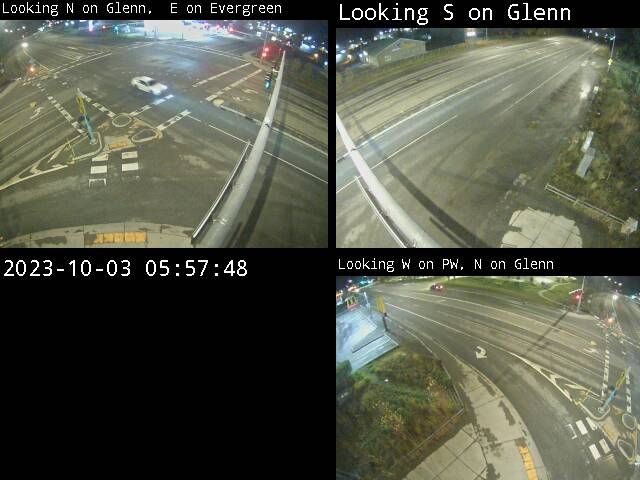 Looking N on Glenn,  E on Evergreen
Looking S on Glenn
2023-10-03 05:57:48
Looking W on PW, N on Glenn